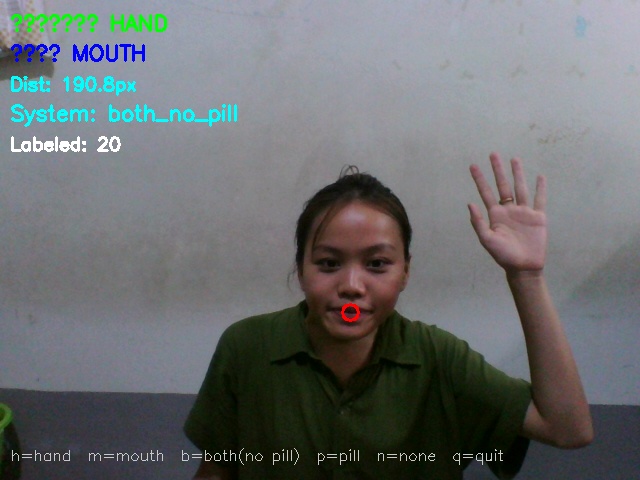 ??????? HAND
???? MOUTH
Dist: 190.8px
System: both_no_pill
Labeled: 20
h=hand m=mouth b=both(no pill) p=pill n=none q=quit